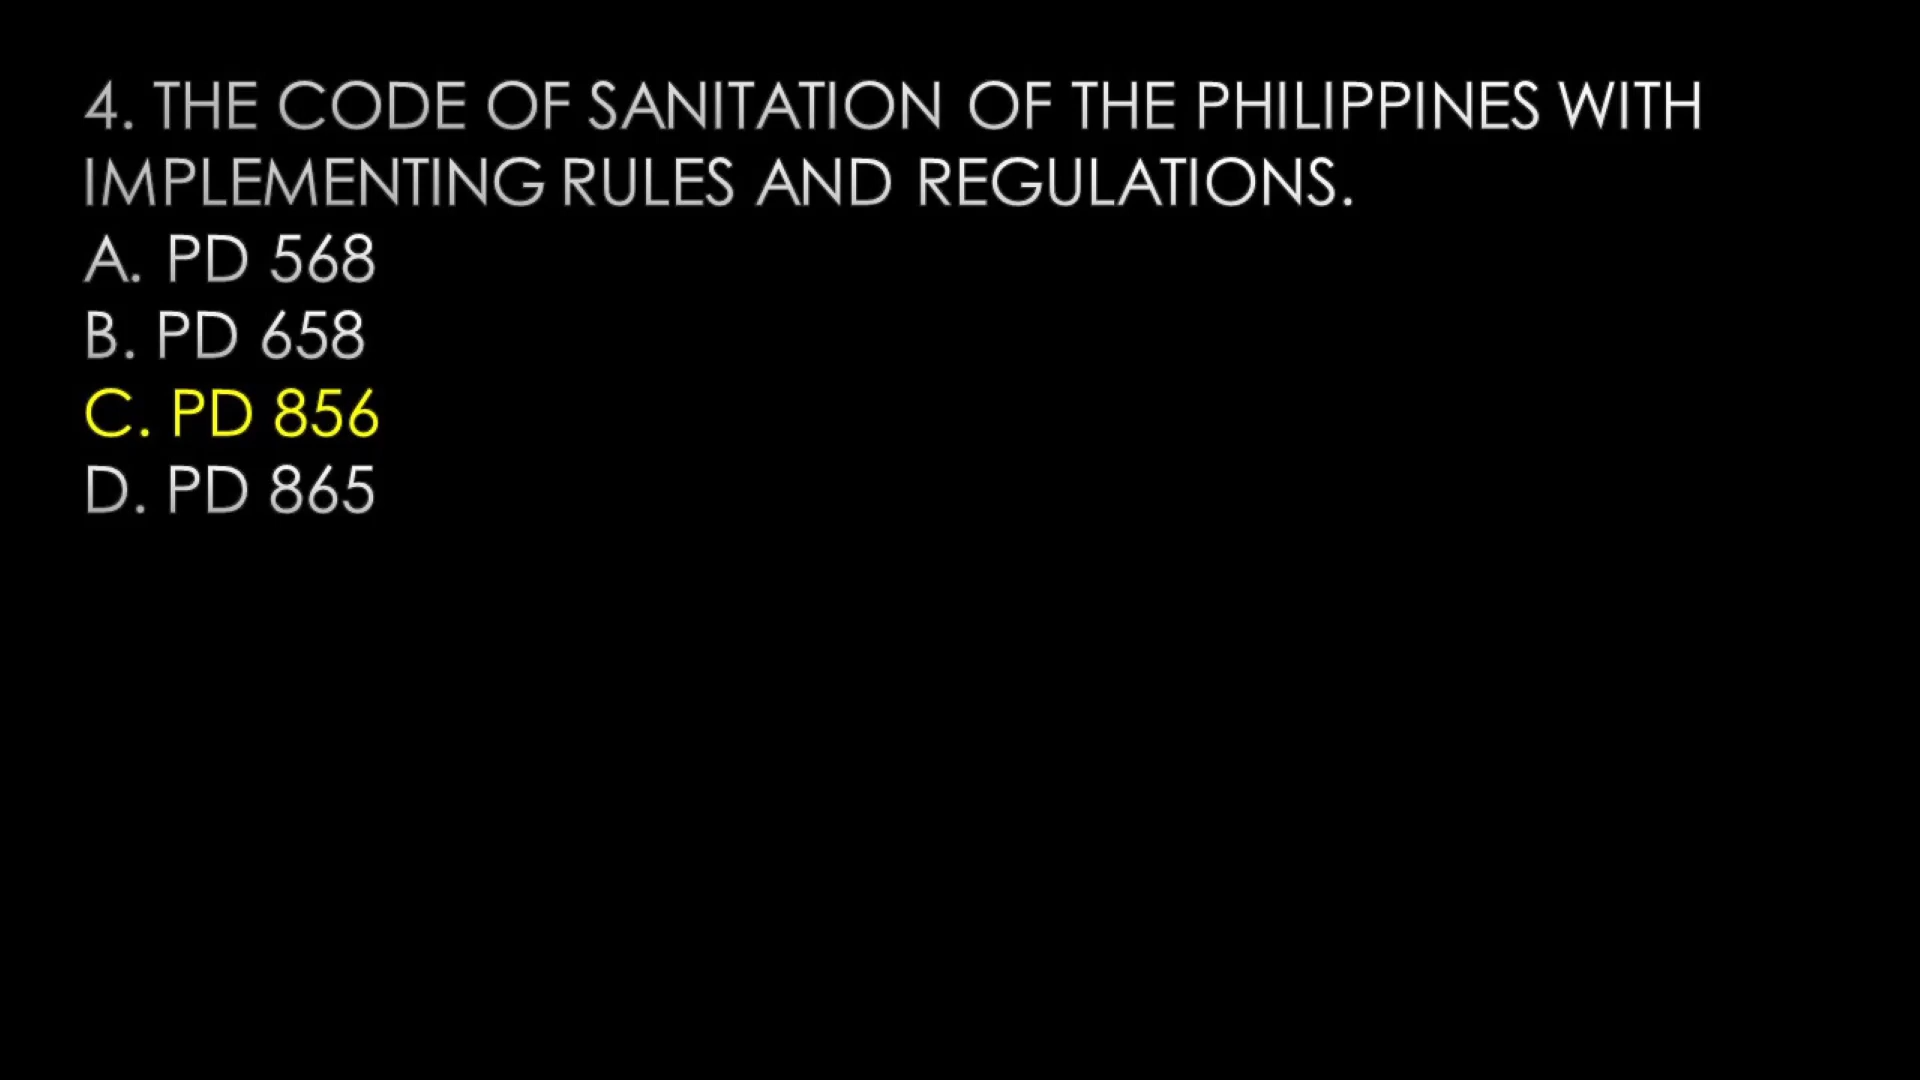 4. THE CODE OF SANITATION OF THE PHILIPPINES WITH
IMPLEMENTING RULES AND REGULATIONS.
A. PD 568
B. PD 658
C. PD 856
D. PD 865